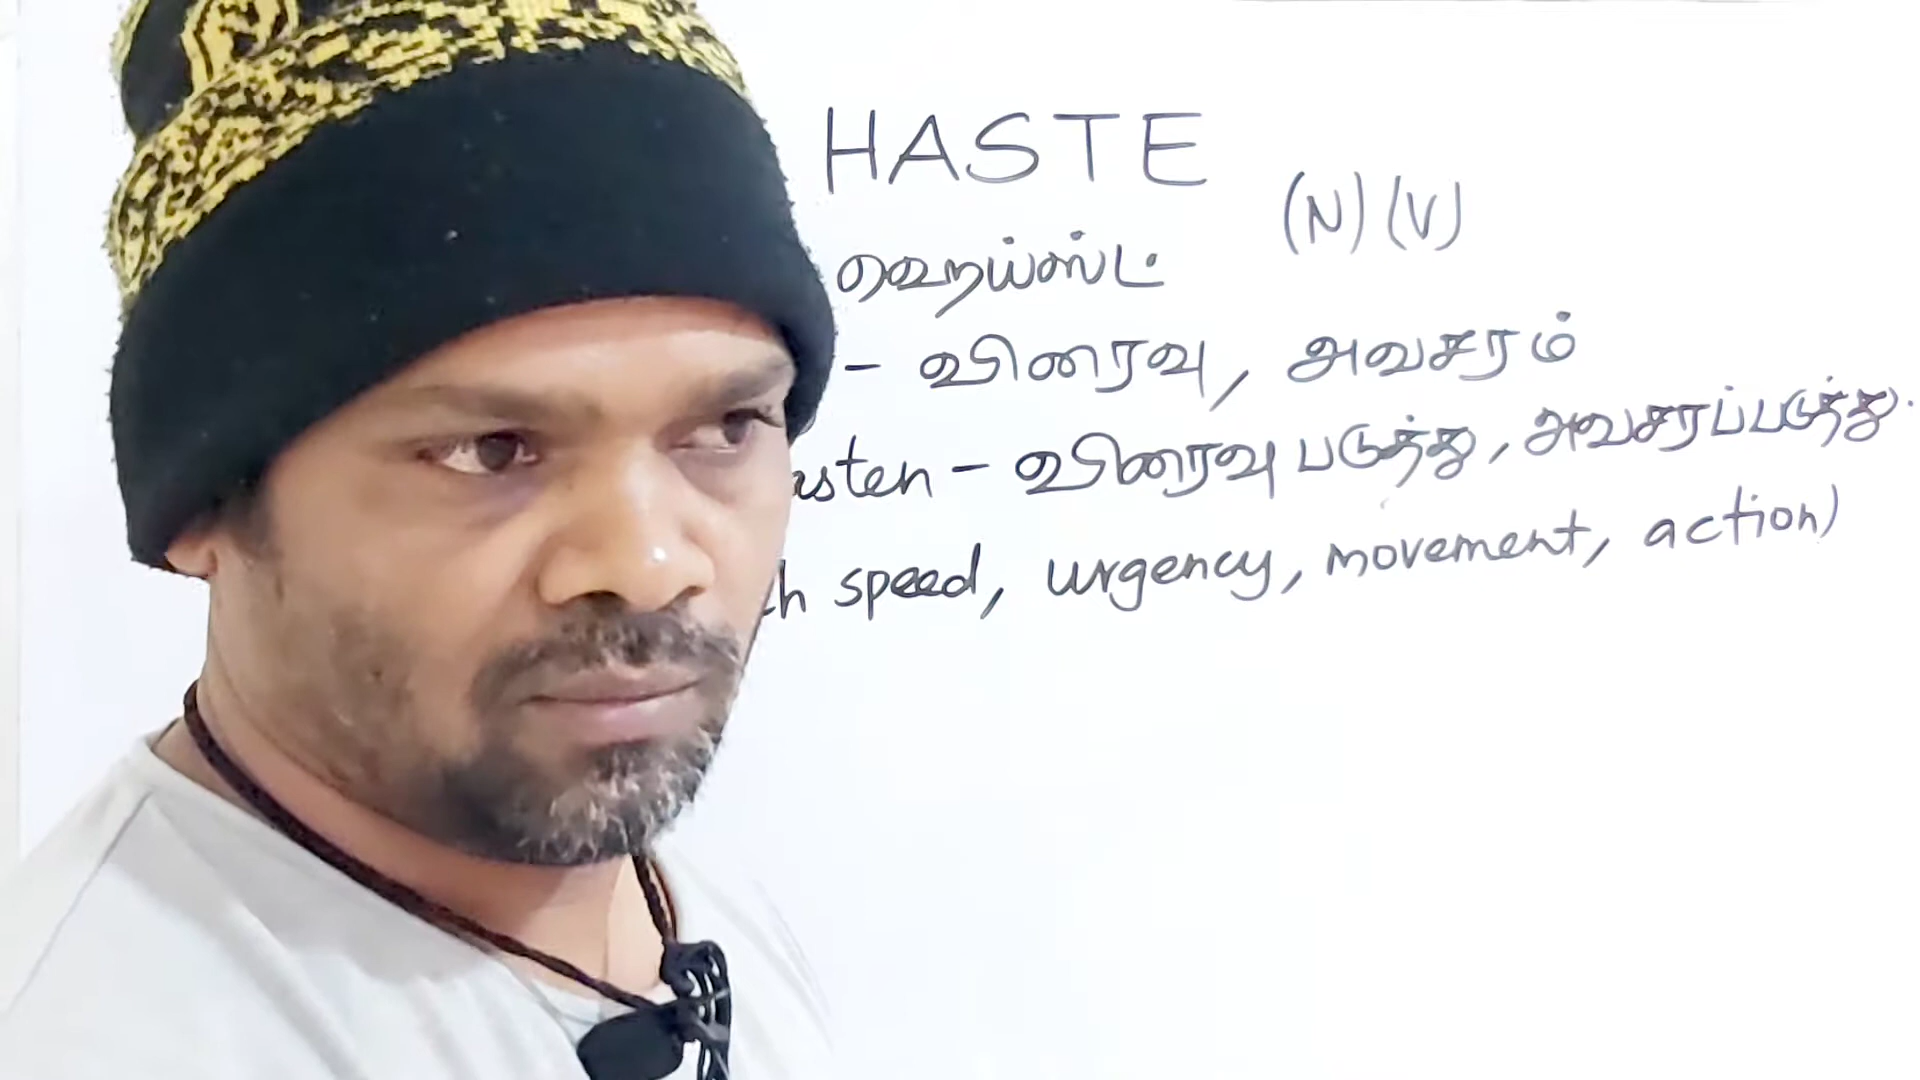 HASTE
(N) (V)
ஹெய்ஸ்ட்
- விரைவு, அவசரம்
asten - விரைவு படுத்து, அவசரப்படுத்து.
speed, urgency, movement, action)